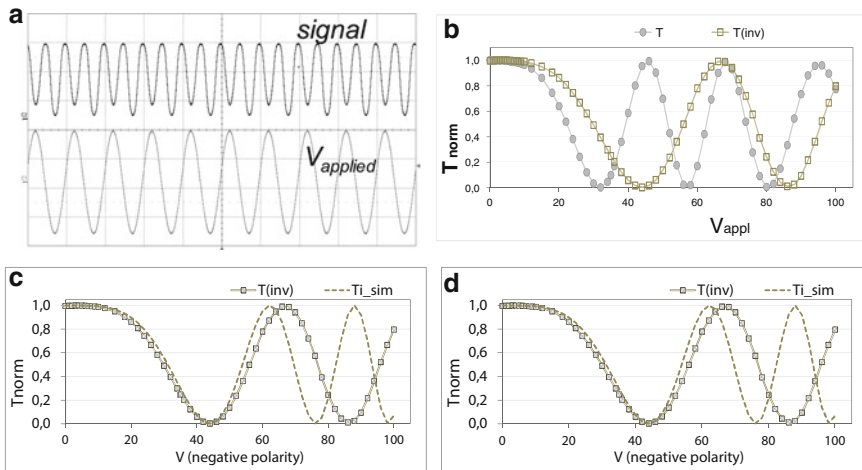 a
signal
V applied
b
T T(inv)
1,0
0,8
0,6
0,4
0,2
0,0
T norm
0 20 40 60 80 100
V appl
c
T(inv) Ti_sim
1,0
0,8
0,6
0,4
0,2
0,0
Tnorm
0 20 40 60 80 100
V (negative polarity)
d
T(inv) Ti_sim
1,0
0,8
0,6
0,4
0,2
0,0
Tnorm
0 20 40 60 80 100
V (negative polarity)